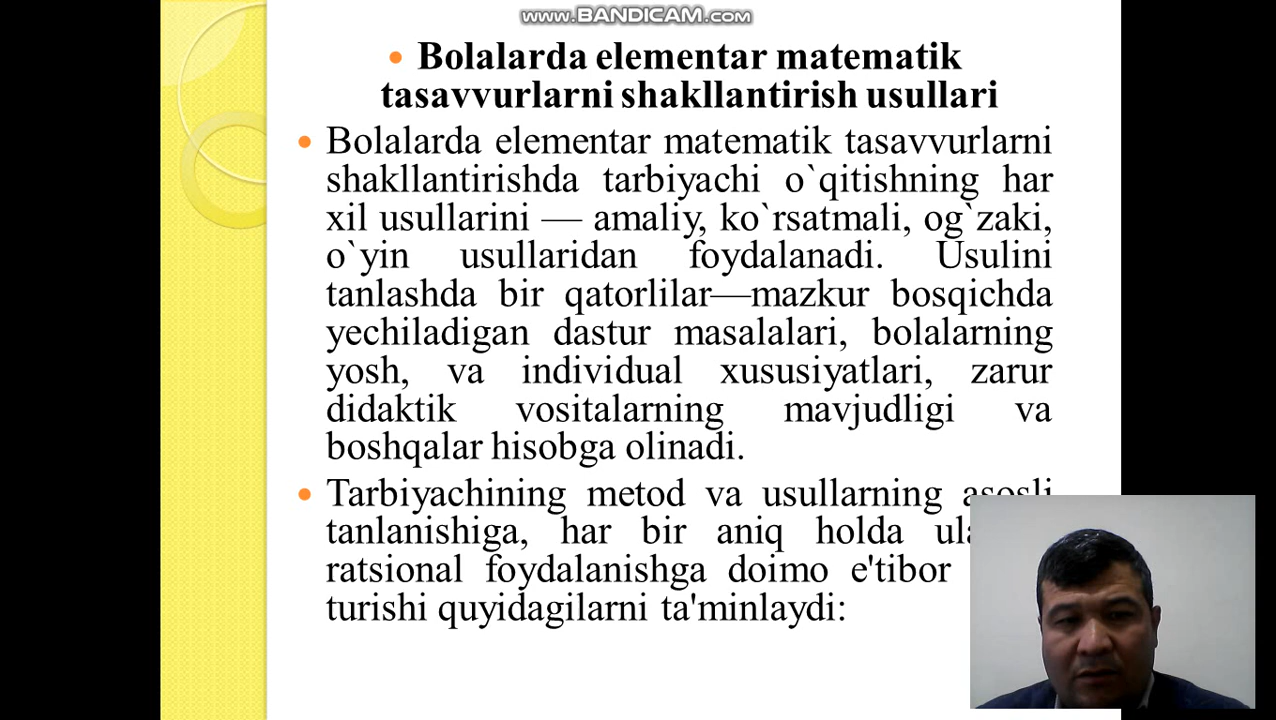 www.BANDICAM.com
• Bolalarda elementar matematik
tasavvurlarni shakllantirish usullari
• Bolalarda elementar matematik tasavvurlarni
shakllantirishda tarbiyachi o`qitishning har
xil usullarini — amaliy, ko`rsatmali, og`zaki,
o`yin usullaridan foydalanadi. Usulini
tanlashda bir qatorlilar—mazkur bosqichda
yechiladigan dastur masalalari, bolalarning
yosh, va individual xususiyatlari, zarur
didaktik vositalarning mavjudligi va
boshqalar hisobga olinadi.
• Tarbiyachining metod va usullarning asosli
tanlanishiga, har bir aniq holda
ratsional foydalanishga doimo e'tibor
turishi quyidagilarni ta'minlaydi: